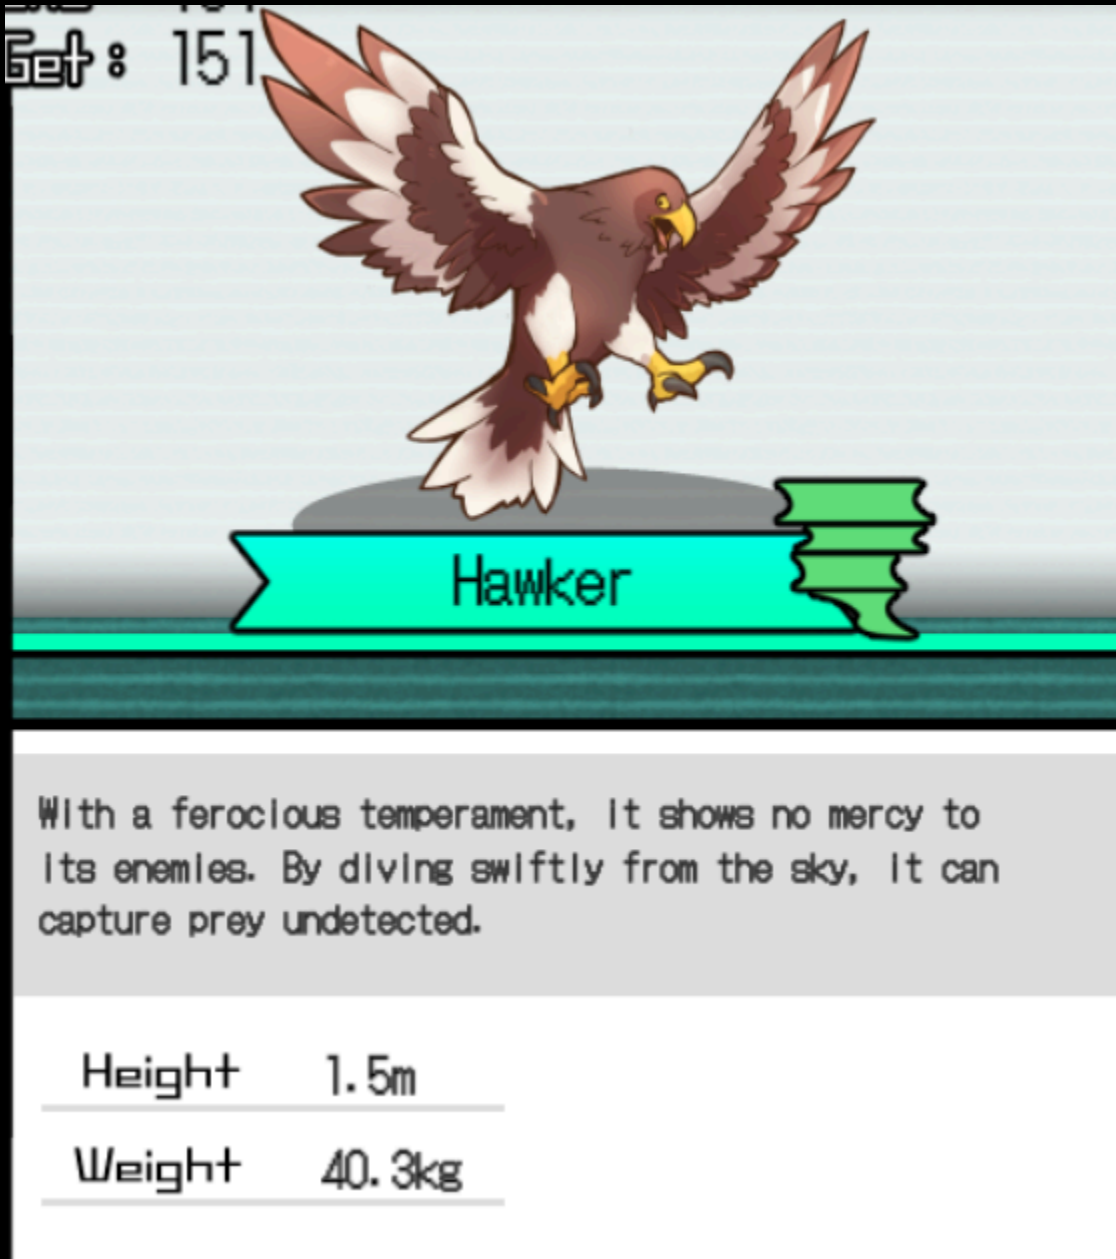 Get: 151
Hawker
With a ferocious temperament, it shows no mercy to
its enemies. By diving swiftly from the sky, it can
capture prey undetected.
Height 1.5m
Weight 40.3kg